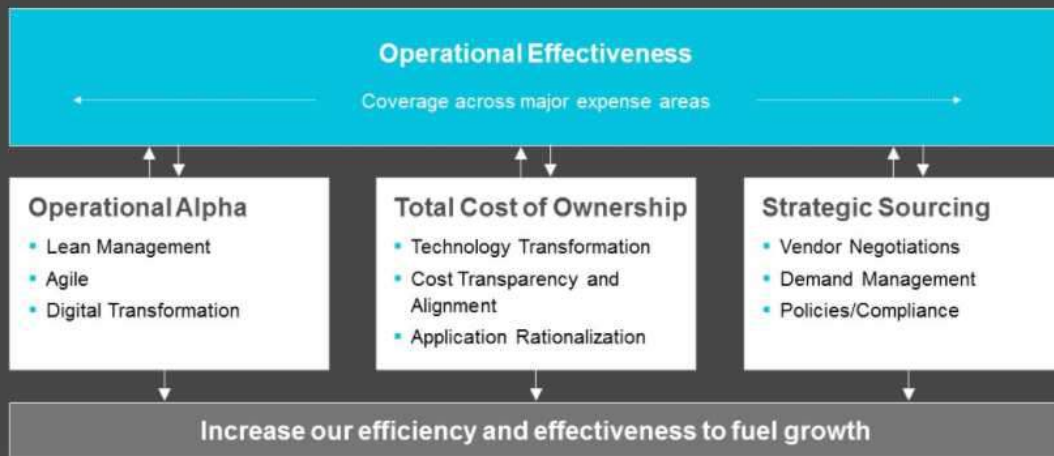 Operational Effectiveness
Coverage across major expense areas
Operational Alpha
Lean Management
Agile
Digital Transformation
Total Cost of Ownership
Technology Transformation
Cost Transparency and
Alignment
Application Rationalization
Strategic Sourcing
Vendor Negotiations
Demand Management
Policies/Compliance
Increase our efficiency and effectiveness to fuel growth